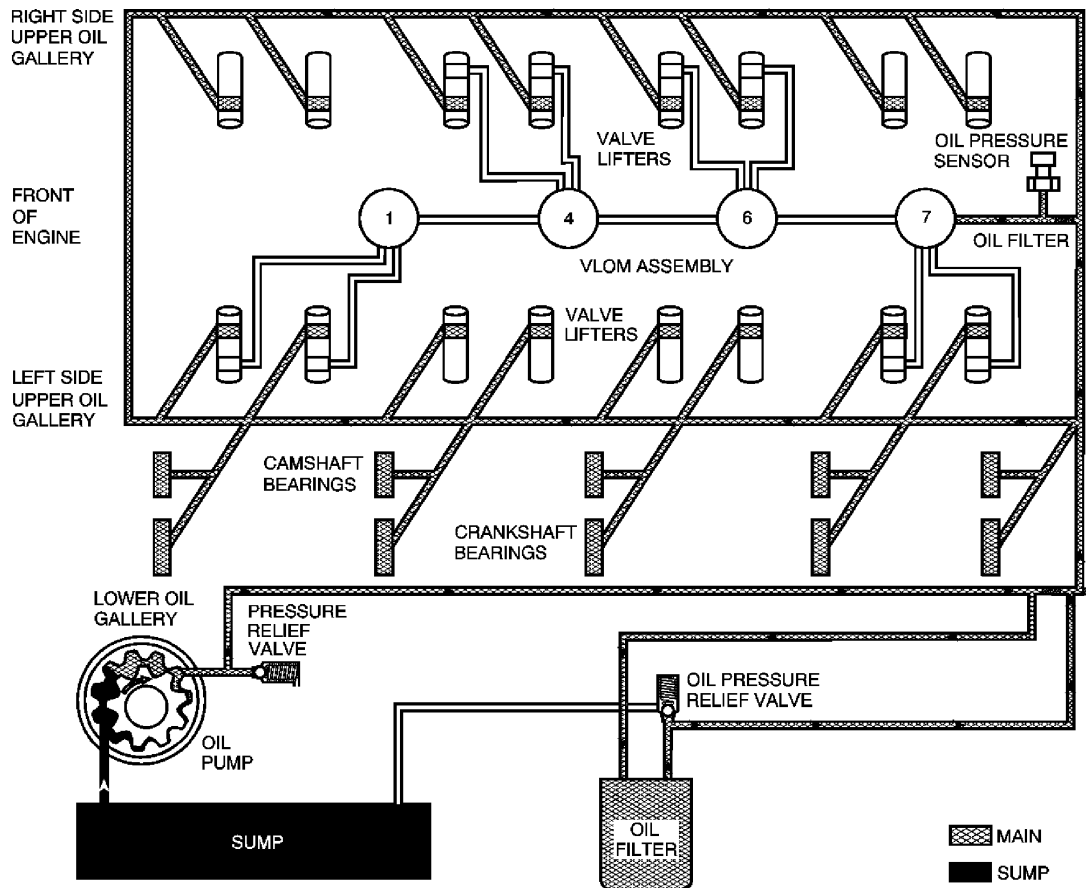 RIGHT SIDE
UPPER OIL
GALLERY
VALVE
LIFTERS
OIL PRESSURE
SENSOR
FRONT
OF
ENGINE
1
4
6
7
OIL FILTER
VLOM ASSEMBLY
VALVE
LIFTERS
LEFT SIDE
UPPER OIL
GALLERY
CAMSHAFT
BEARINGS
CRANKSHAFT
BEARINGS
LOWER OIL
GALLERY
PRESSURE
RELIEF
VALVE
OIL PRESSURE
RELIEF VALVE
OIL
PUMP
SUMP
OIL
FILTER
MAIN
SUMP